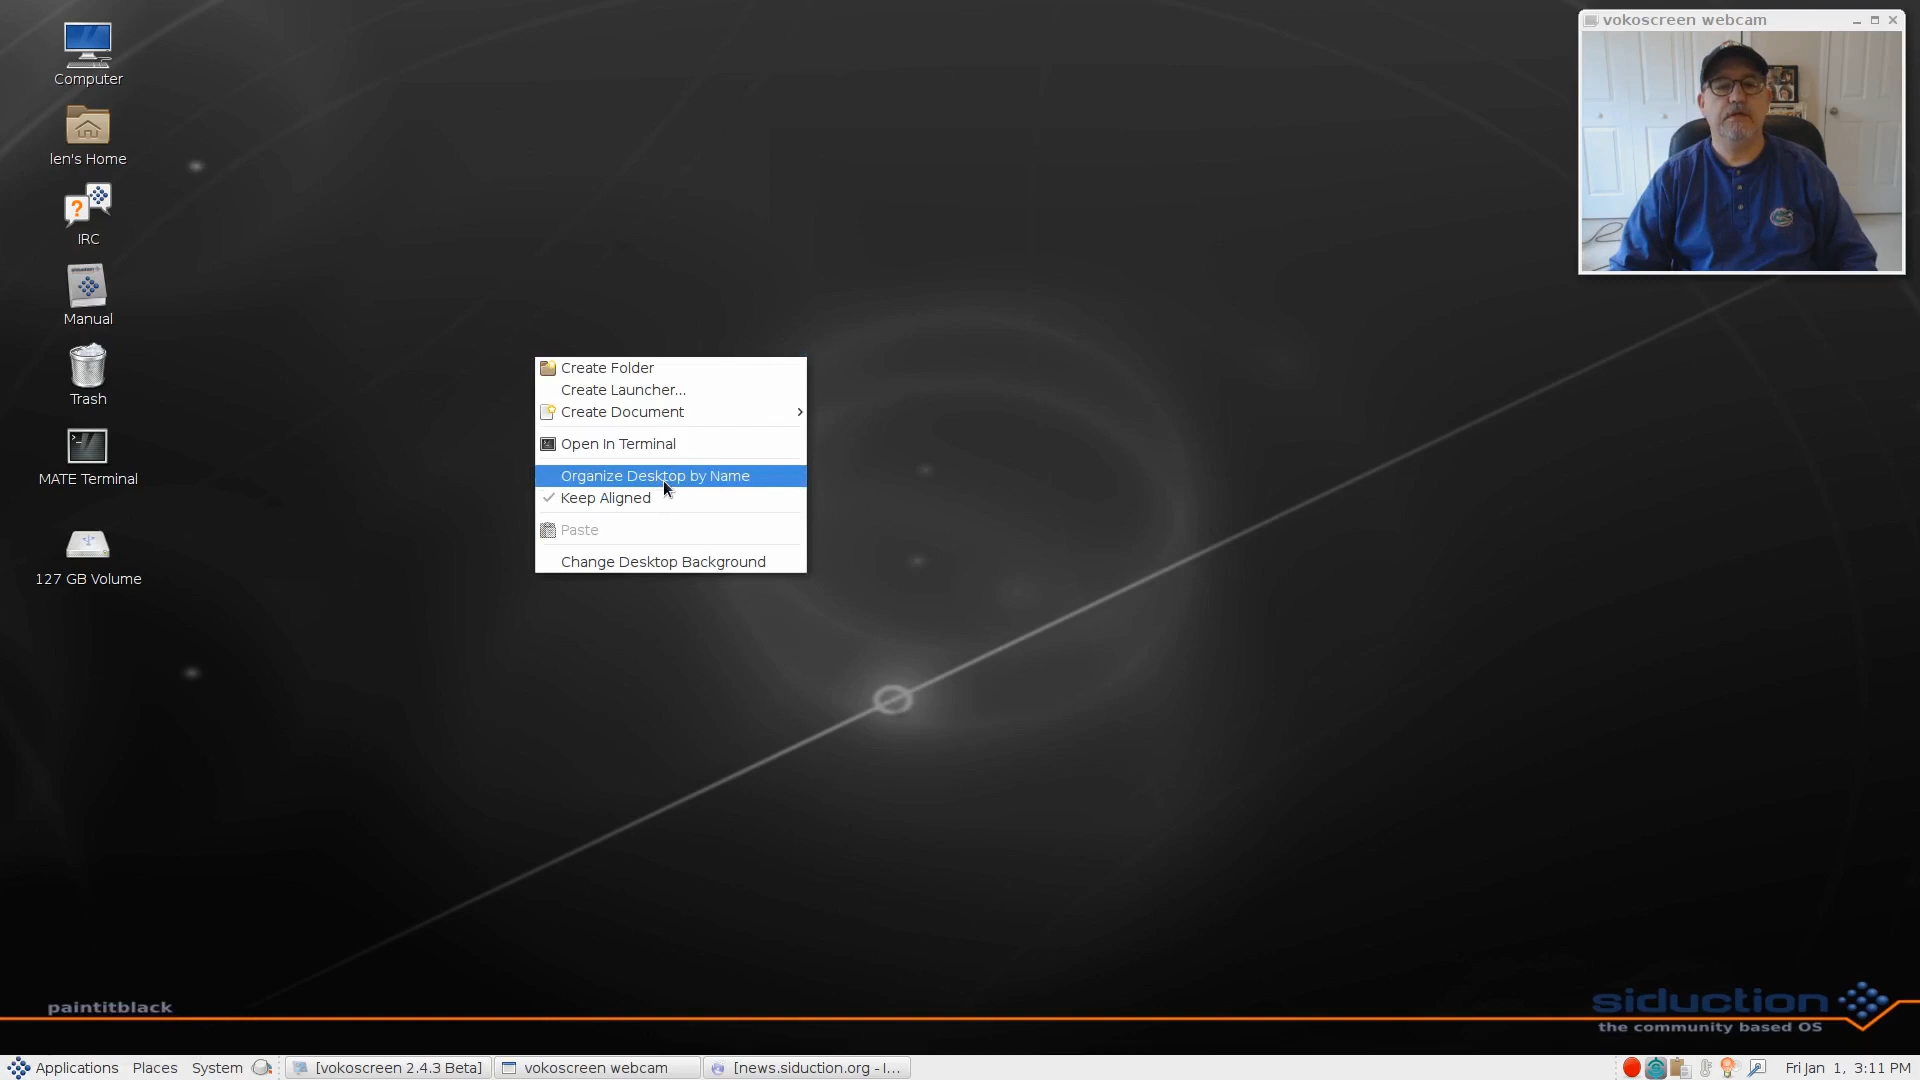 vokoscreen webcam
Computer
len's Home
IRC
Manual
Trash
MATE Terminal
127 GB Volume
Create Folder
Create Launcher...
Create Document
Open In Terminal
Organize Desktop by Name
Keep Aligned
Paste
Change Desktop Background
paintitblack
siduction
the community based OS
Applications Places System
[vokoscreen 2.4.3 Beta]
vokoscreen webcam
[news.siduction.org - I...
Fri Jan 1, 3:11 PM